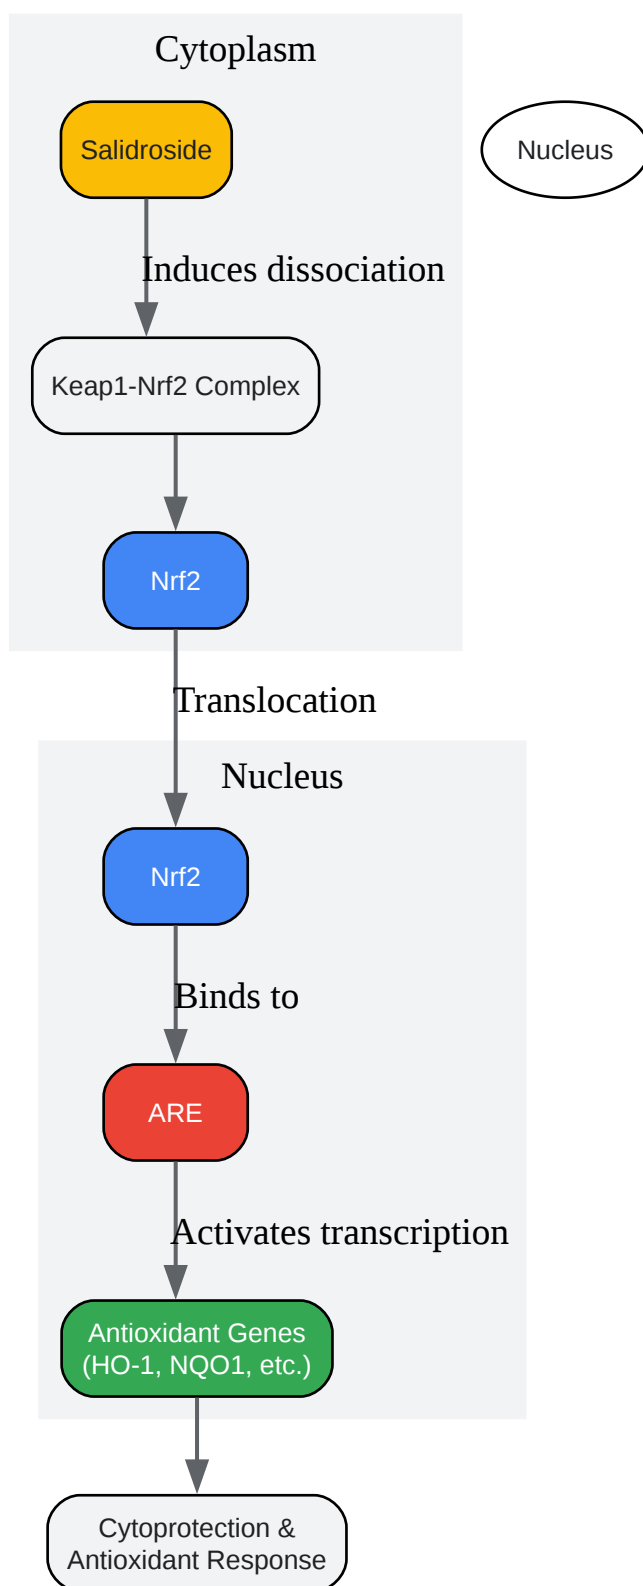 Cytoplasm
Salidroside
Nucleus
Induces dissociation
Keap1-Nrf2 Complex
Nrf2
Translocation
Nucleus
Nrf2
Binds to
ARE
Activates transcription
Antioxidant Genes
(HO-1, NQO1, etc.)
Cytoprotection &
Antioxidant Response